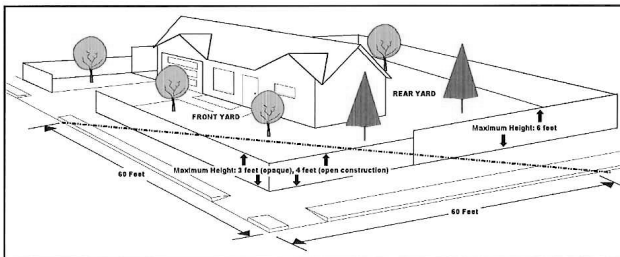 REAR YARD
FRONT YARD
Maximum Height: 6 feet
Maximum Height: 3 feet (opaque), 4 feet (open construction)
60 Feet
60 Feet